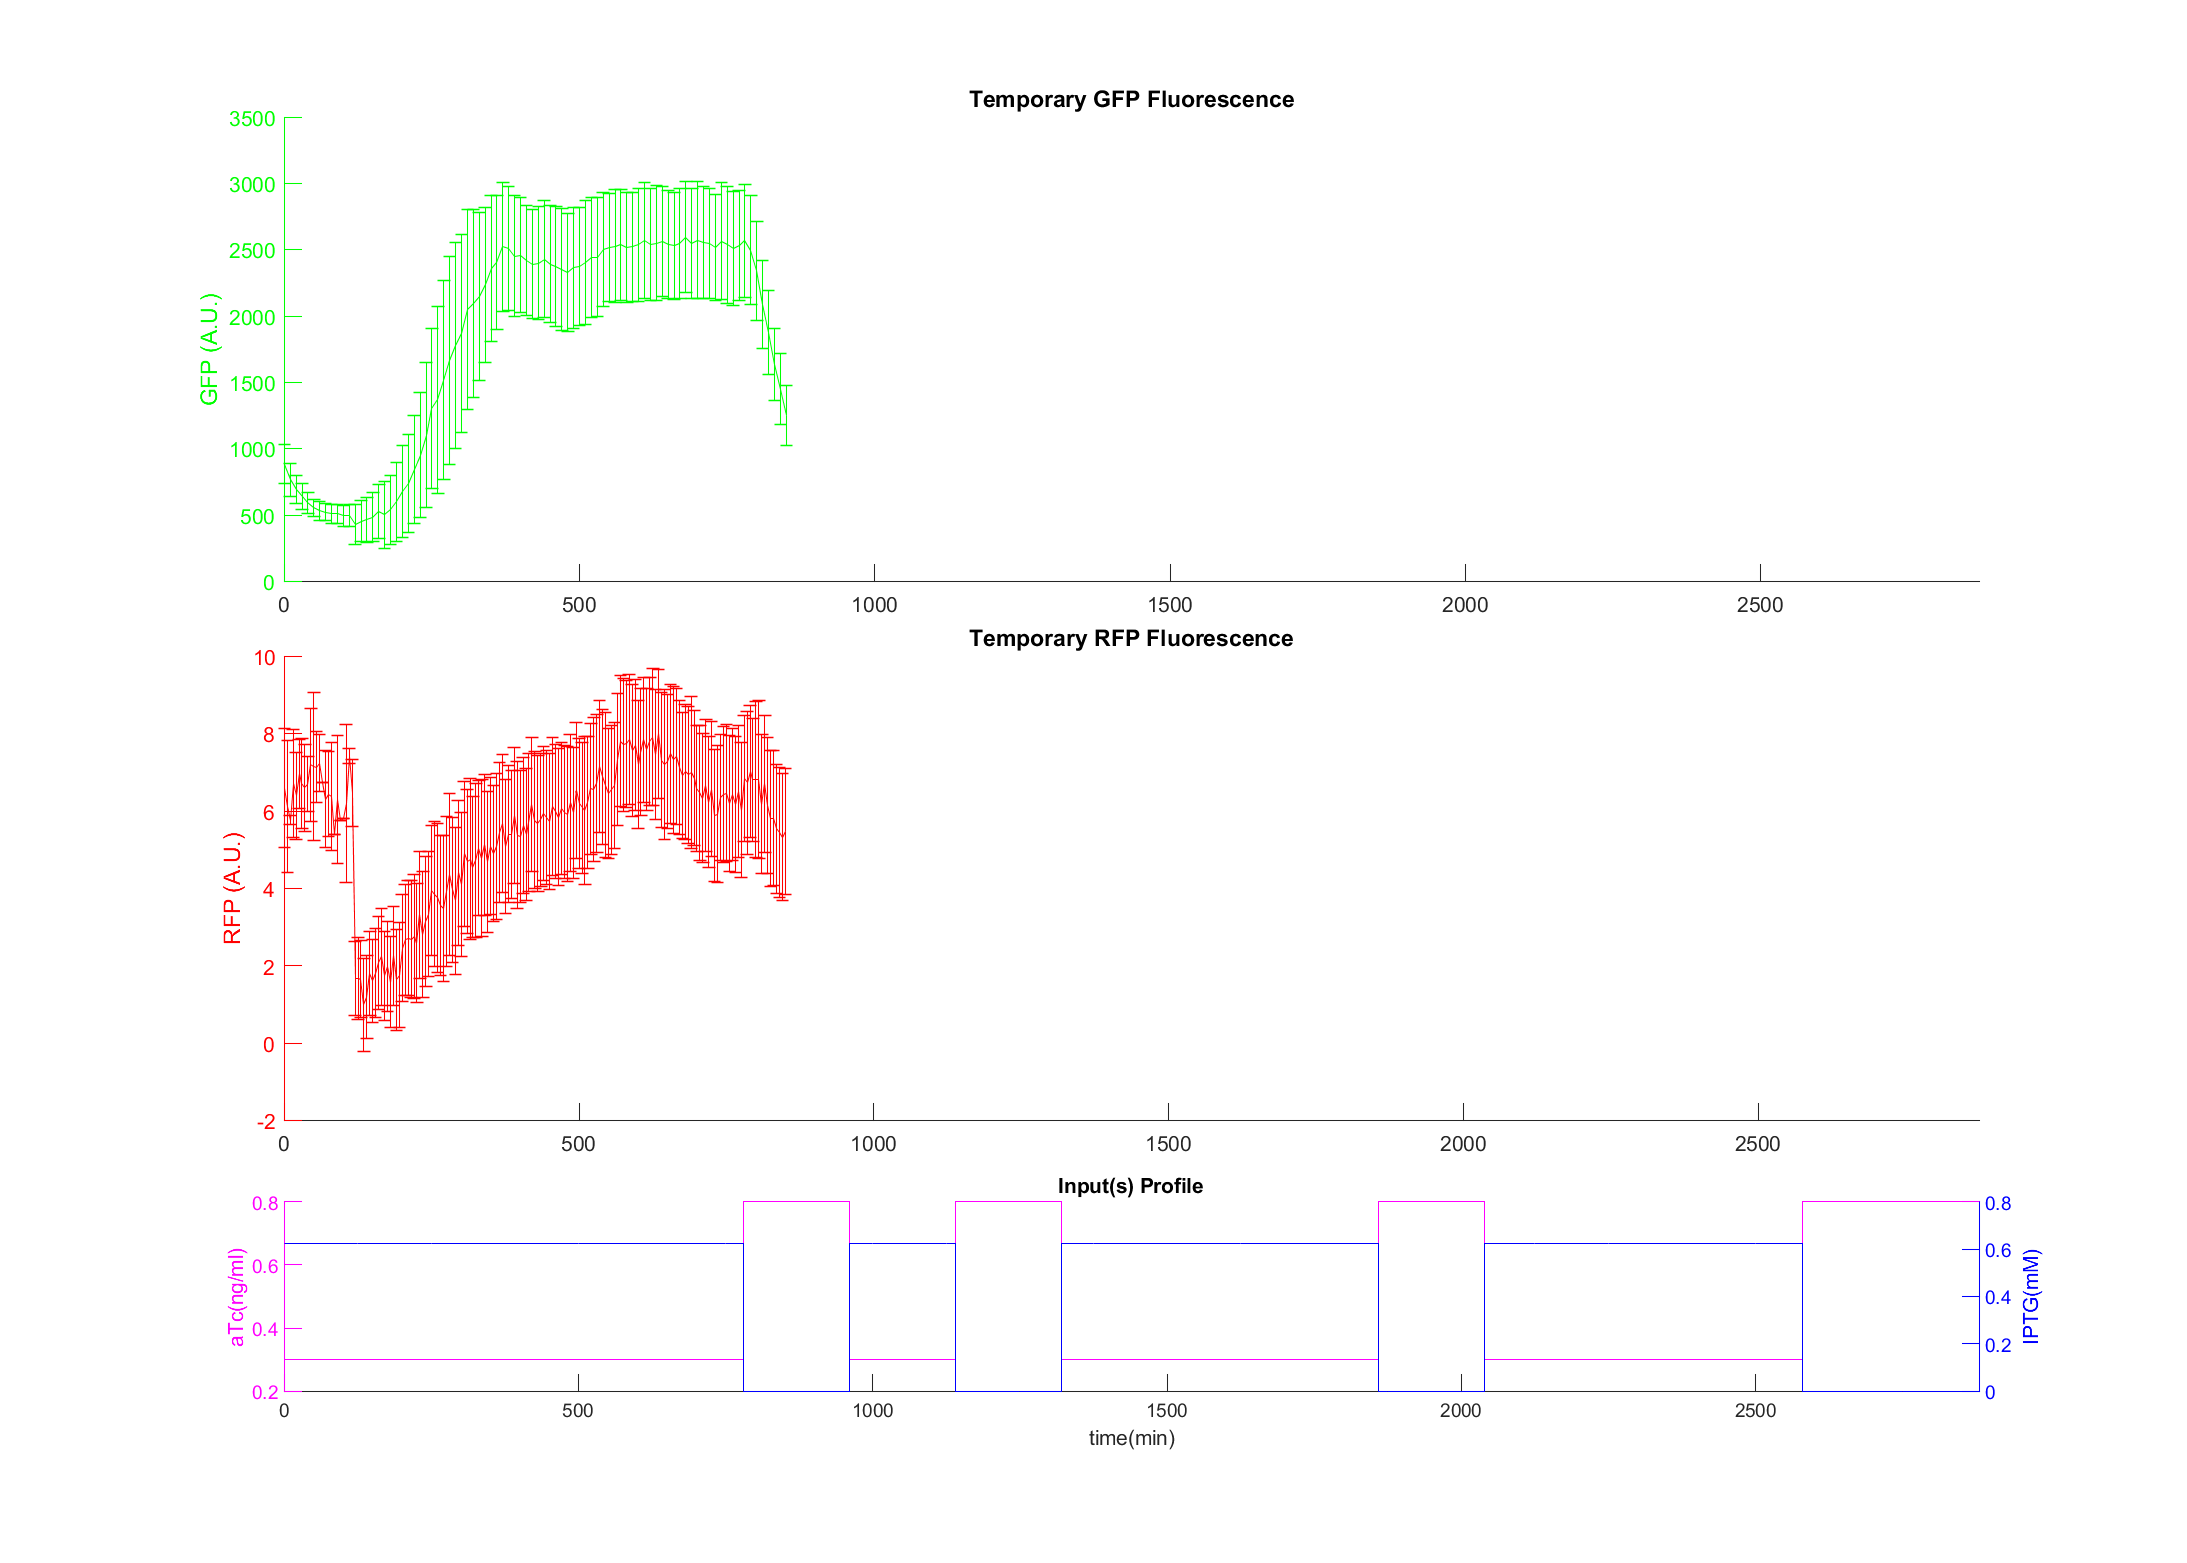 Temporary GFP Fluorescence
3500
3000
2500
2000
1500
1000
500
0
GFP (A.U.)
0 500 1000 1500 2000 2500
Temporary RFP Fluorescence
10
8
6
4
2
0
-2
RFP (A.U.)
0 500 1000 1500 2000 2500
Input(s) Profile
0.8
0.6
0.4
0.2
aTc(ng/ml)
0.8
0.6
0.4
0.2
0
IPTG(mM)
0 500 1000 1500 2000 2500
time(min)